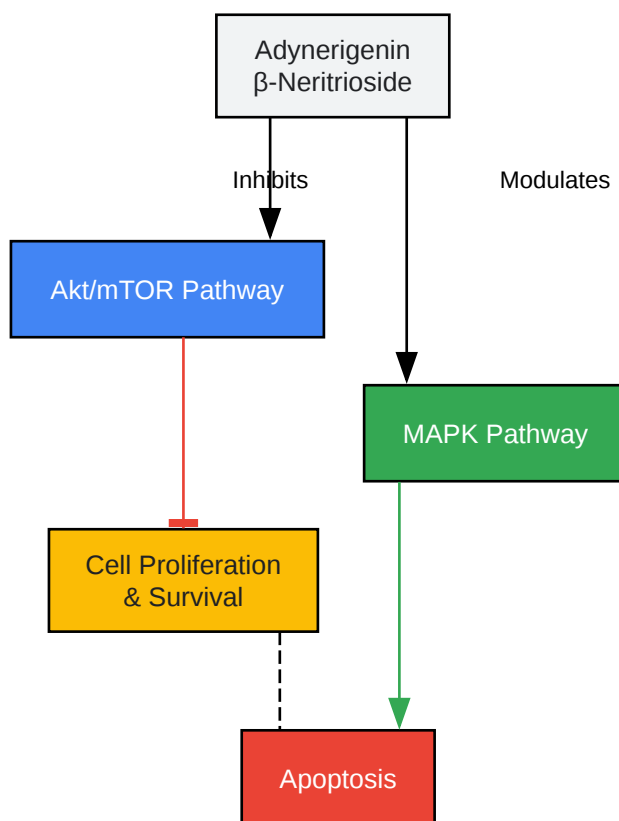 Adynerigenin
β-Neritrioside
Inhibits
Modulates
Akt/mTOR Pathway
MAPK Pathway
Cell Proliferation
& Survival
Apoptosis